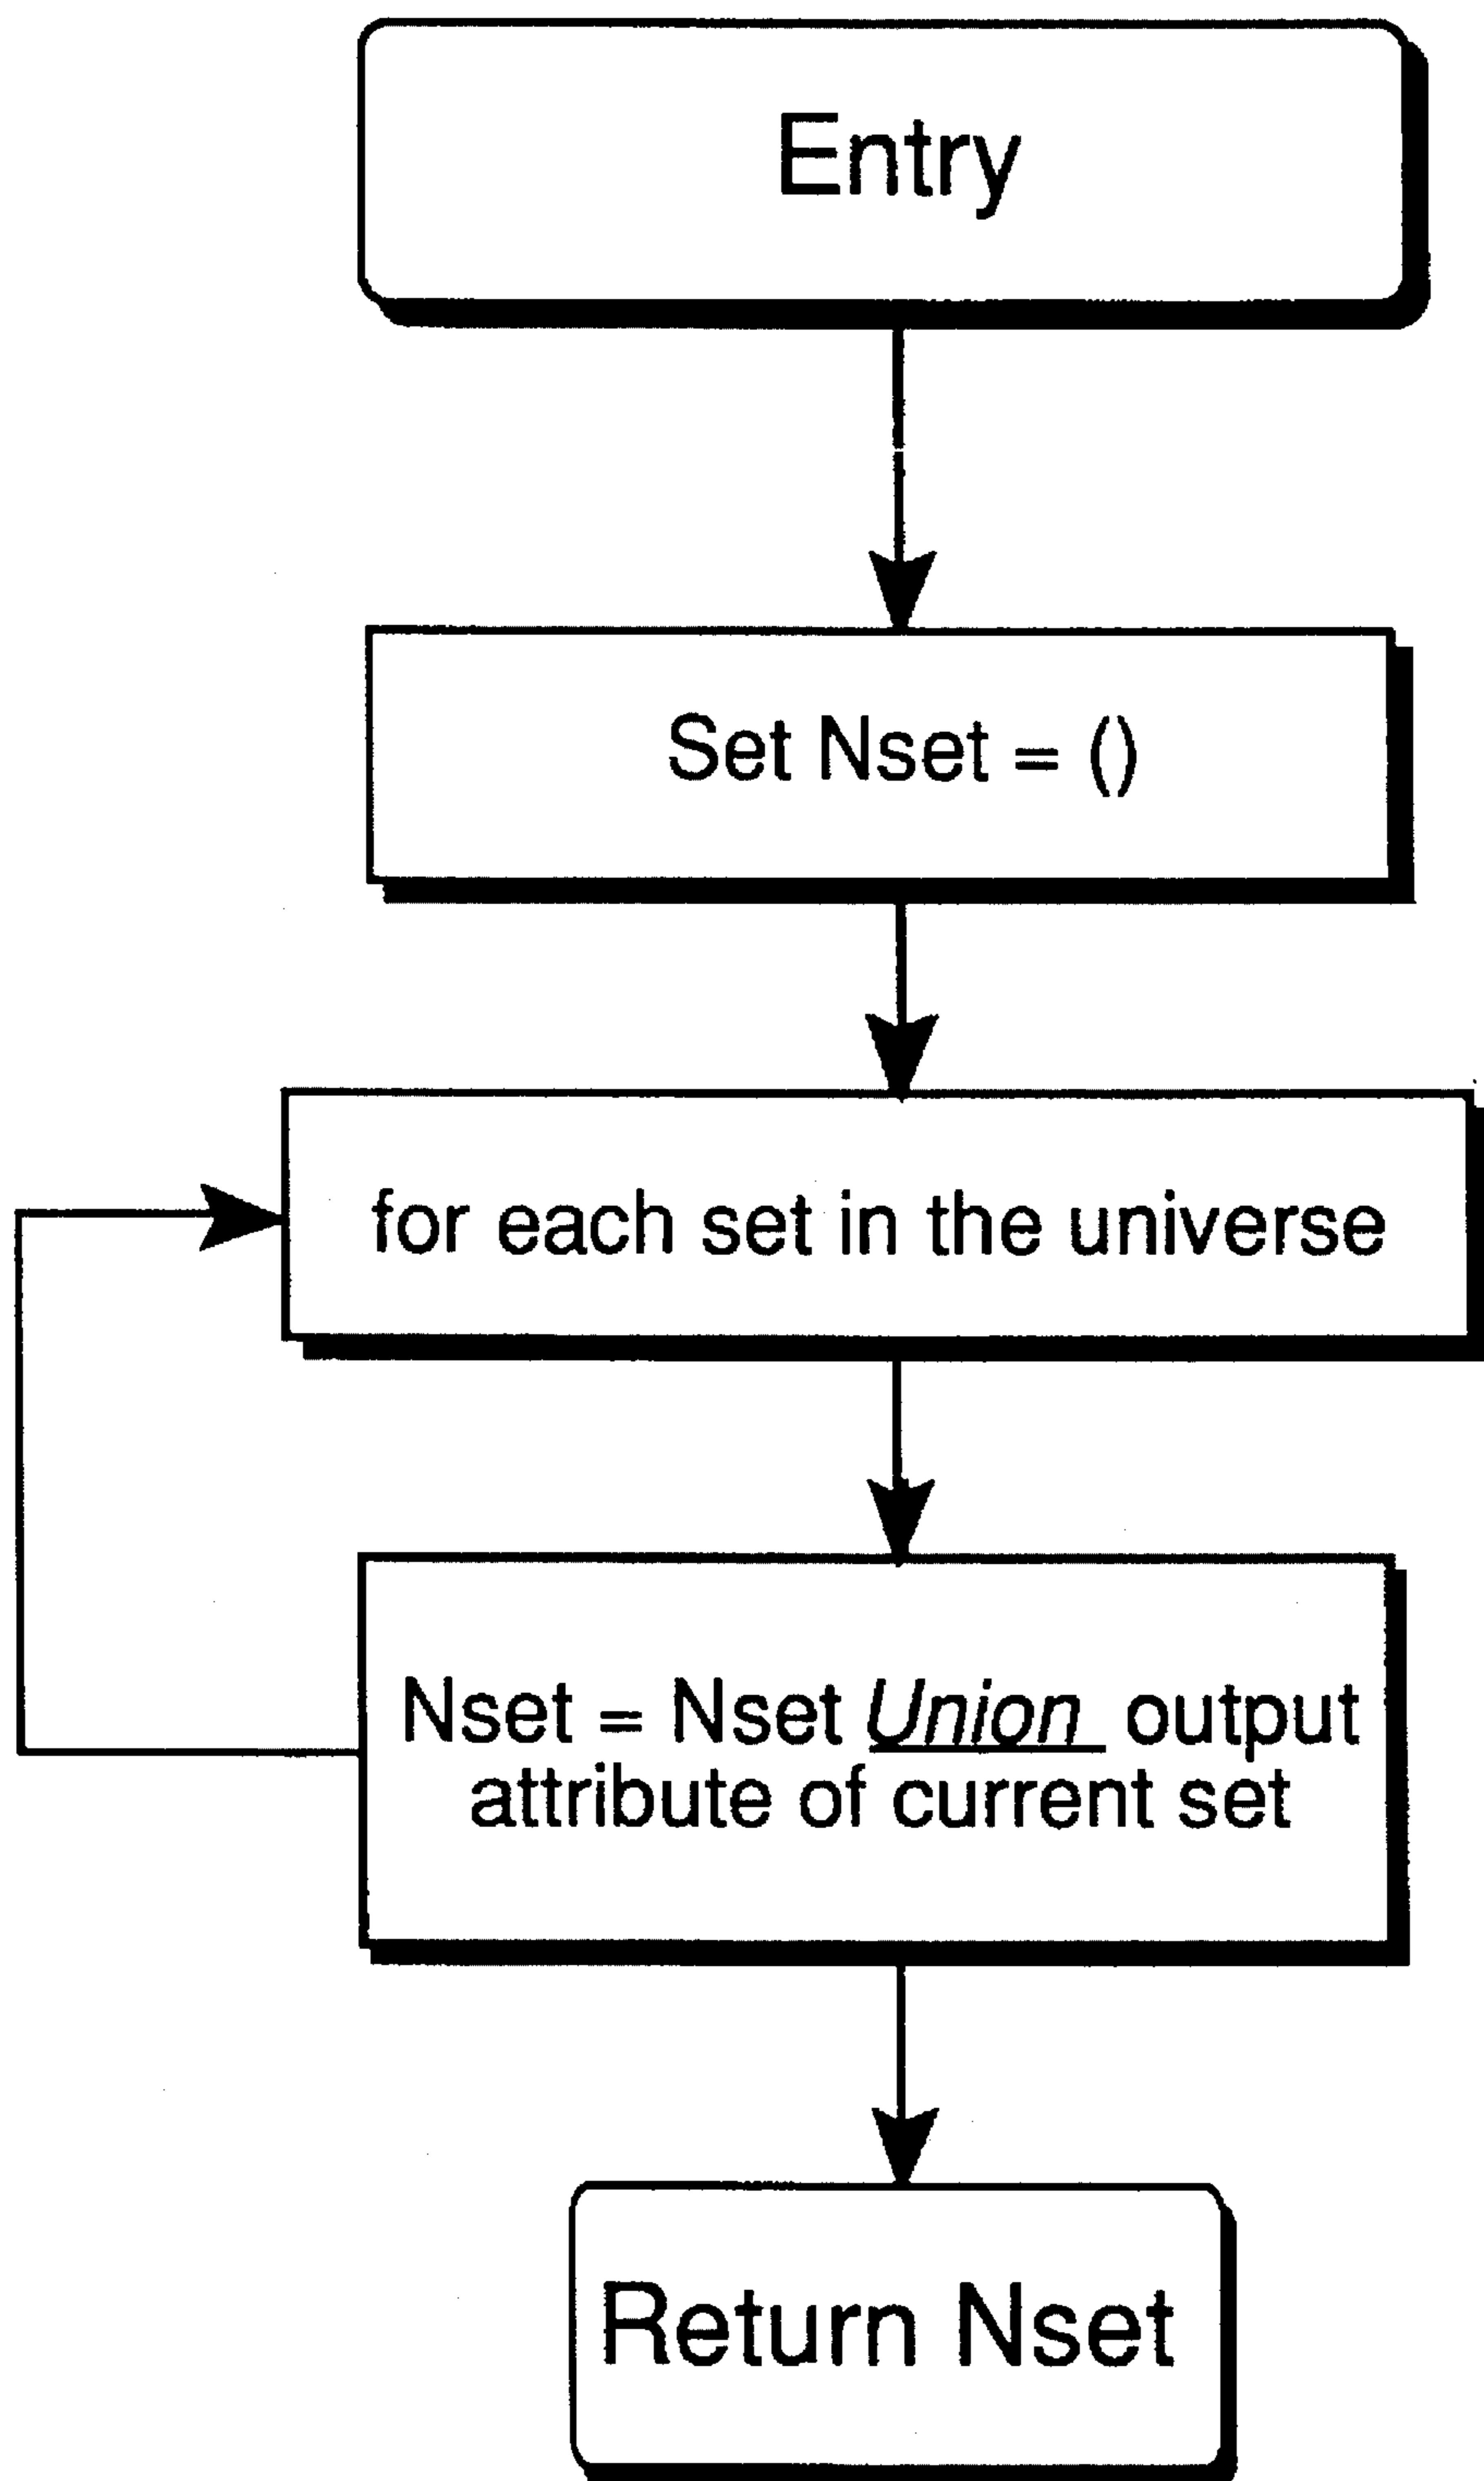 Entry
Set Nset = ()
for each set in the universe
Nset = Nset Union output
attribute of current set
Return Nset